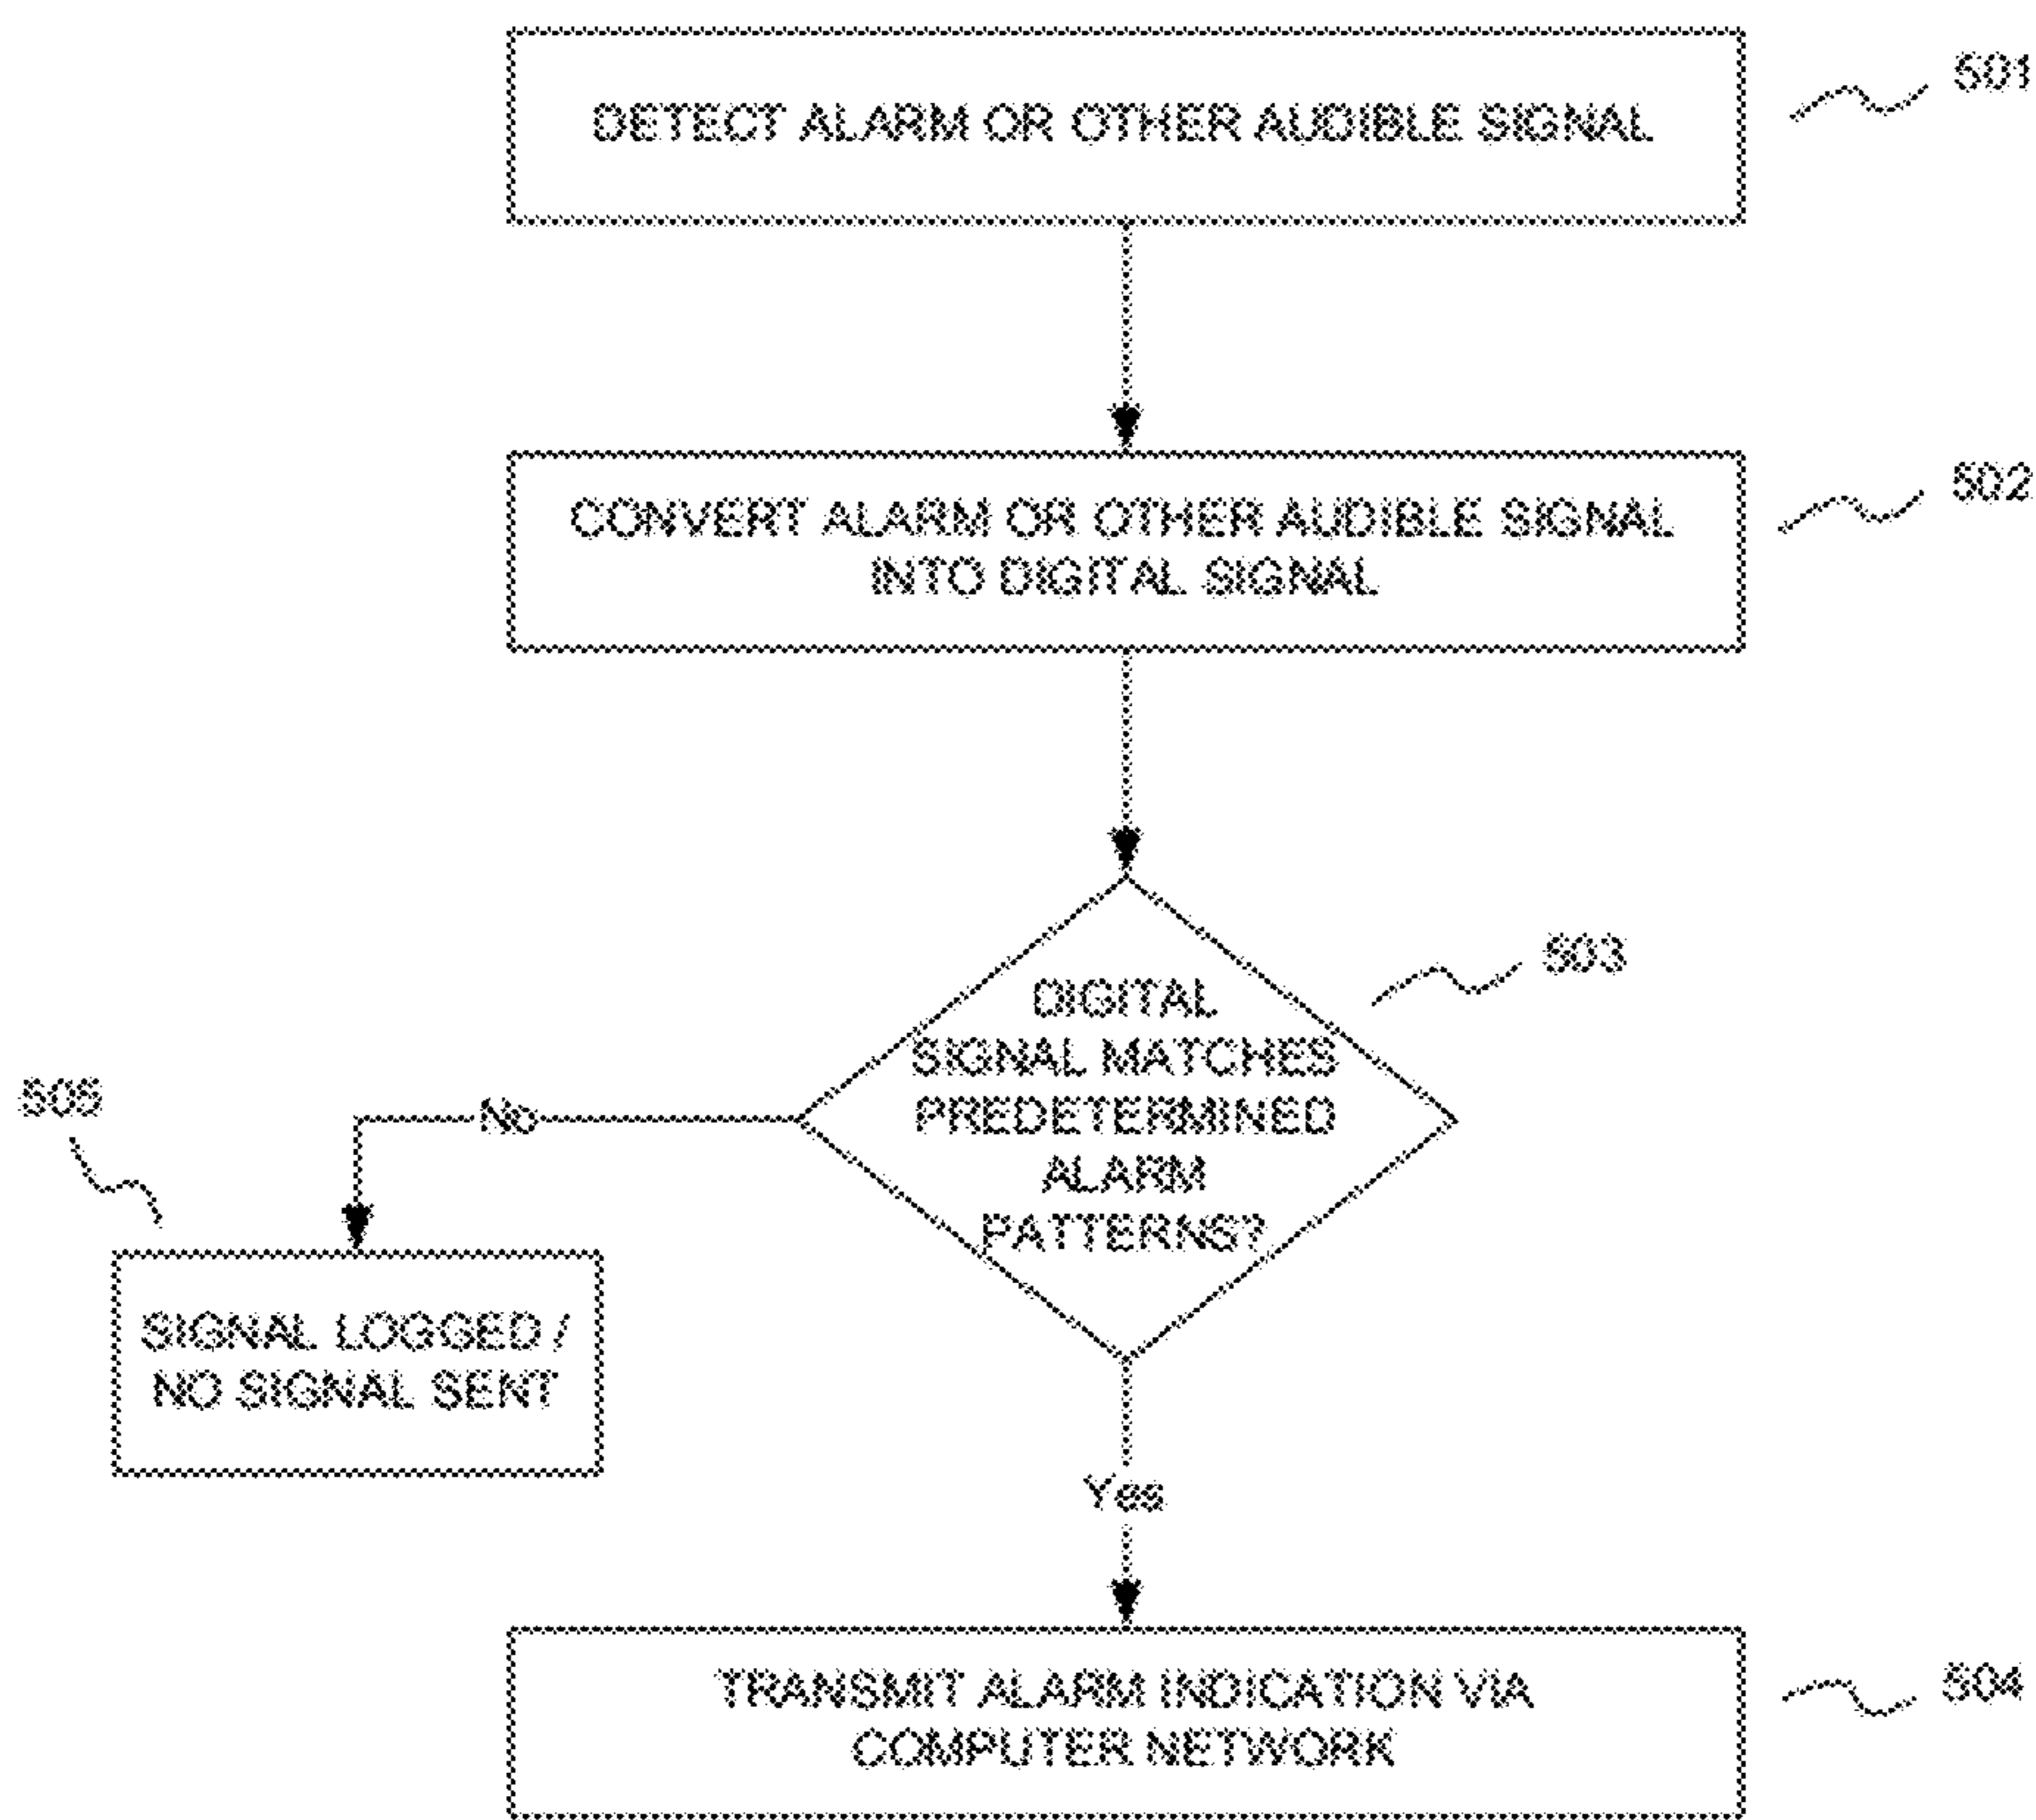 501
DETECT ALARM OR OTHER AUDIBLE SIGNAL
502
CONVERT ALARM OR OTHER AUDIBLE SIGNAL
INTO DIGITAL SIGNAL
503
DIGITAL
SIGNAL MATCHES
PREDETERMINED
ALARM
PATTERNS?
No
505
SIGNAL LOGGED /
NO SIGNAL SENT
Yes
504
TRANSMIT ALARM INDICATION VIA
COMPUTER NETWORK